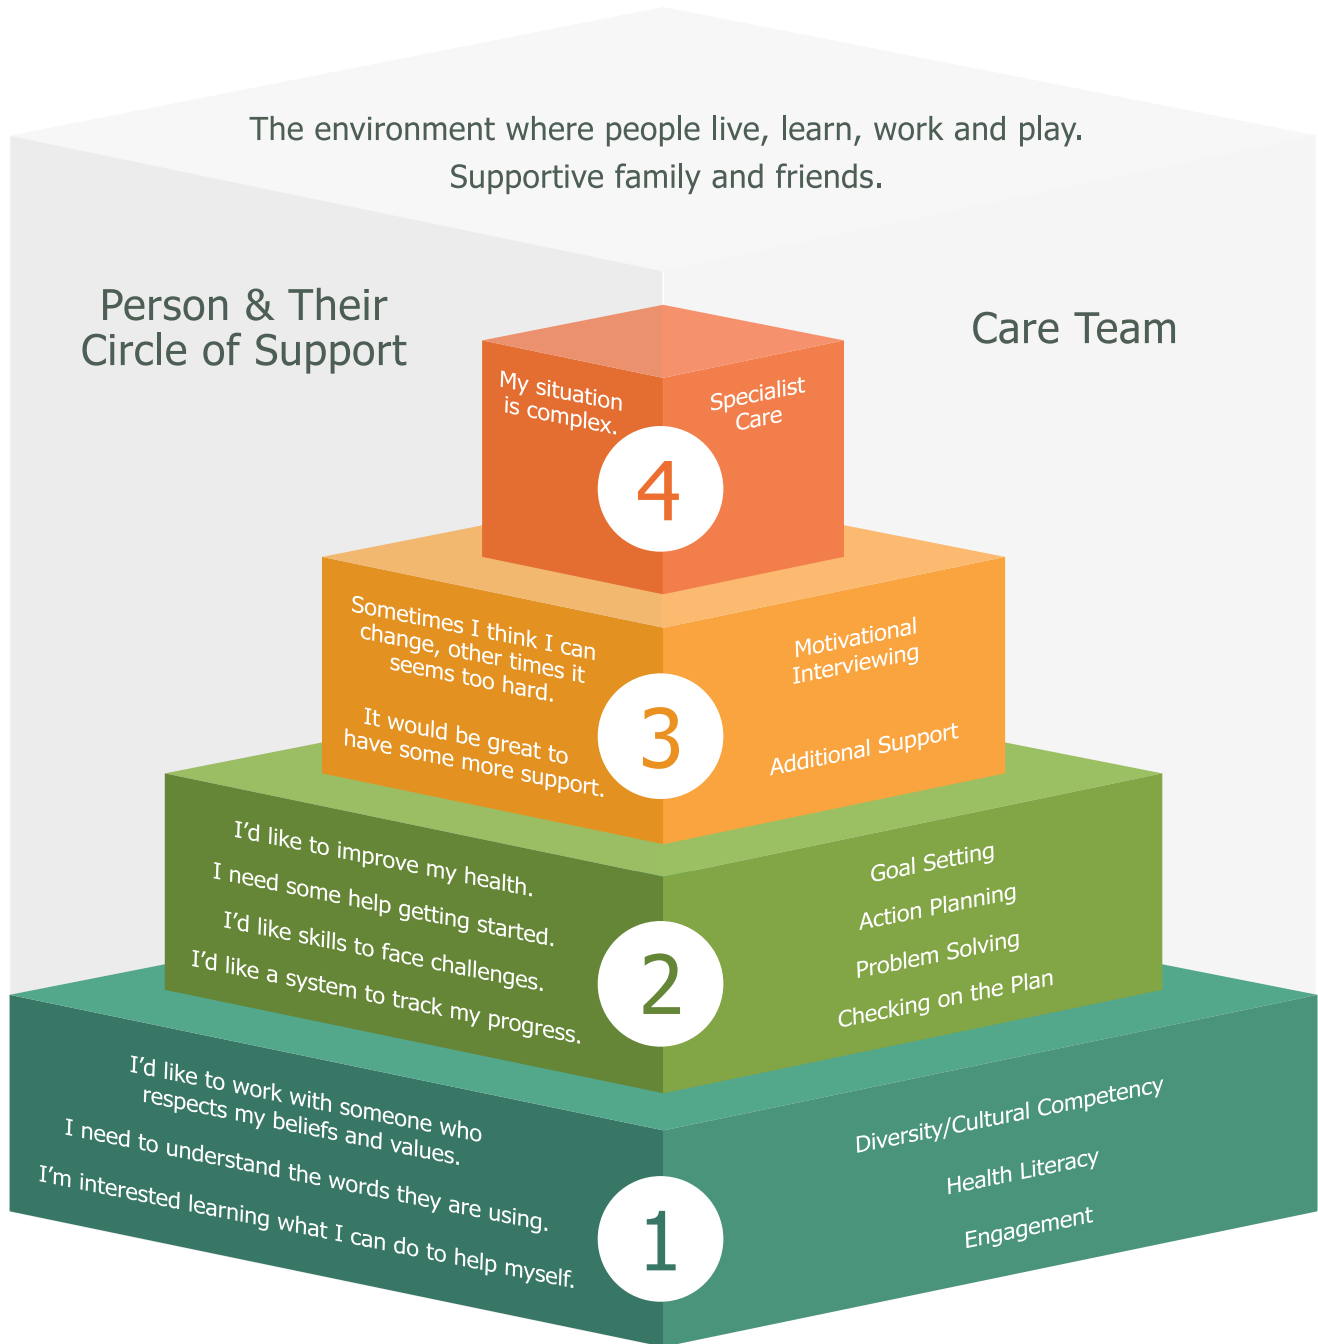 The environment where people live, learn, work and play.
Supportive family and friends.
Person & Their
Circle of Support
Care Team
My situation
is complex.
Specialist
Care
4
Sometimes I think I can
change, other times it
seems too hard.
It would be great to
have some more support.
Motivational
Interviewing
Additional Support
3
I’d like to improve my health.
I need some help getting started.
I’d like skills to face challenges.
I’d like a system to track my progress.
Goal Setting
Action Planning
Problem Solving
Checking on the Plan
2
I’d like to work with someone who
respects my beliefs and values.
I need to understand the words they are using.
I’m interested learning what I can do to help myself.
Diversity/Cultural Competency
Health Literacy
Engagement
1